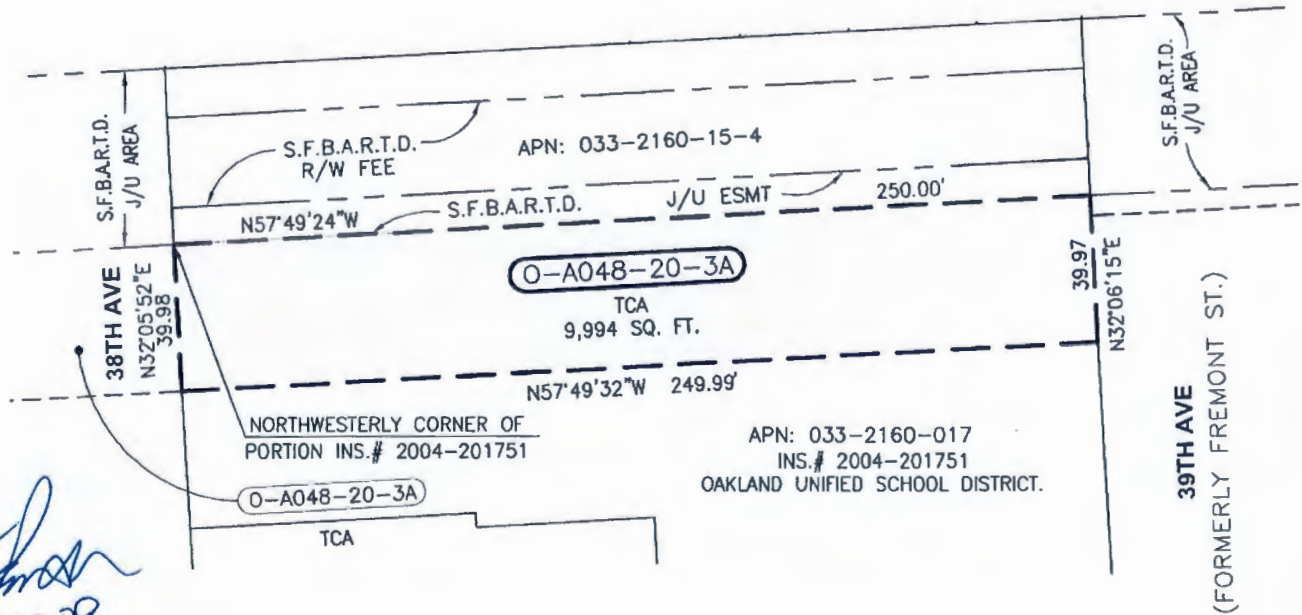 S.F.B.A.R.T.D.
J/U AREA
S.F.B.A.R.T.D.
R/W FEE
APN: 033-2160-15-4
S.F.B.A.R.T.D.
J/U AREA
N57°49'24"W
S.F.B.A.R.T.D.
J/U ESMT
250.00'
38TH AVE
N32°05'52"E
39.98
O-A048-20-3A
TCA
9,994 SQ. FT.
39.97
N32°06'15"E
N57°49'32"W 249.99'
NORTHWESTERLY CORNER OF
PORTION INS.# 2004-201751
APN: 033-2160-017
INS.# 2004-201751
OAKLAND UNIFIED SCHOOL DISTRICT.
O-A048-20-3A
TCA
39TH AVE
(FORMERLY FREMONT ST.)